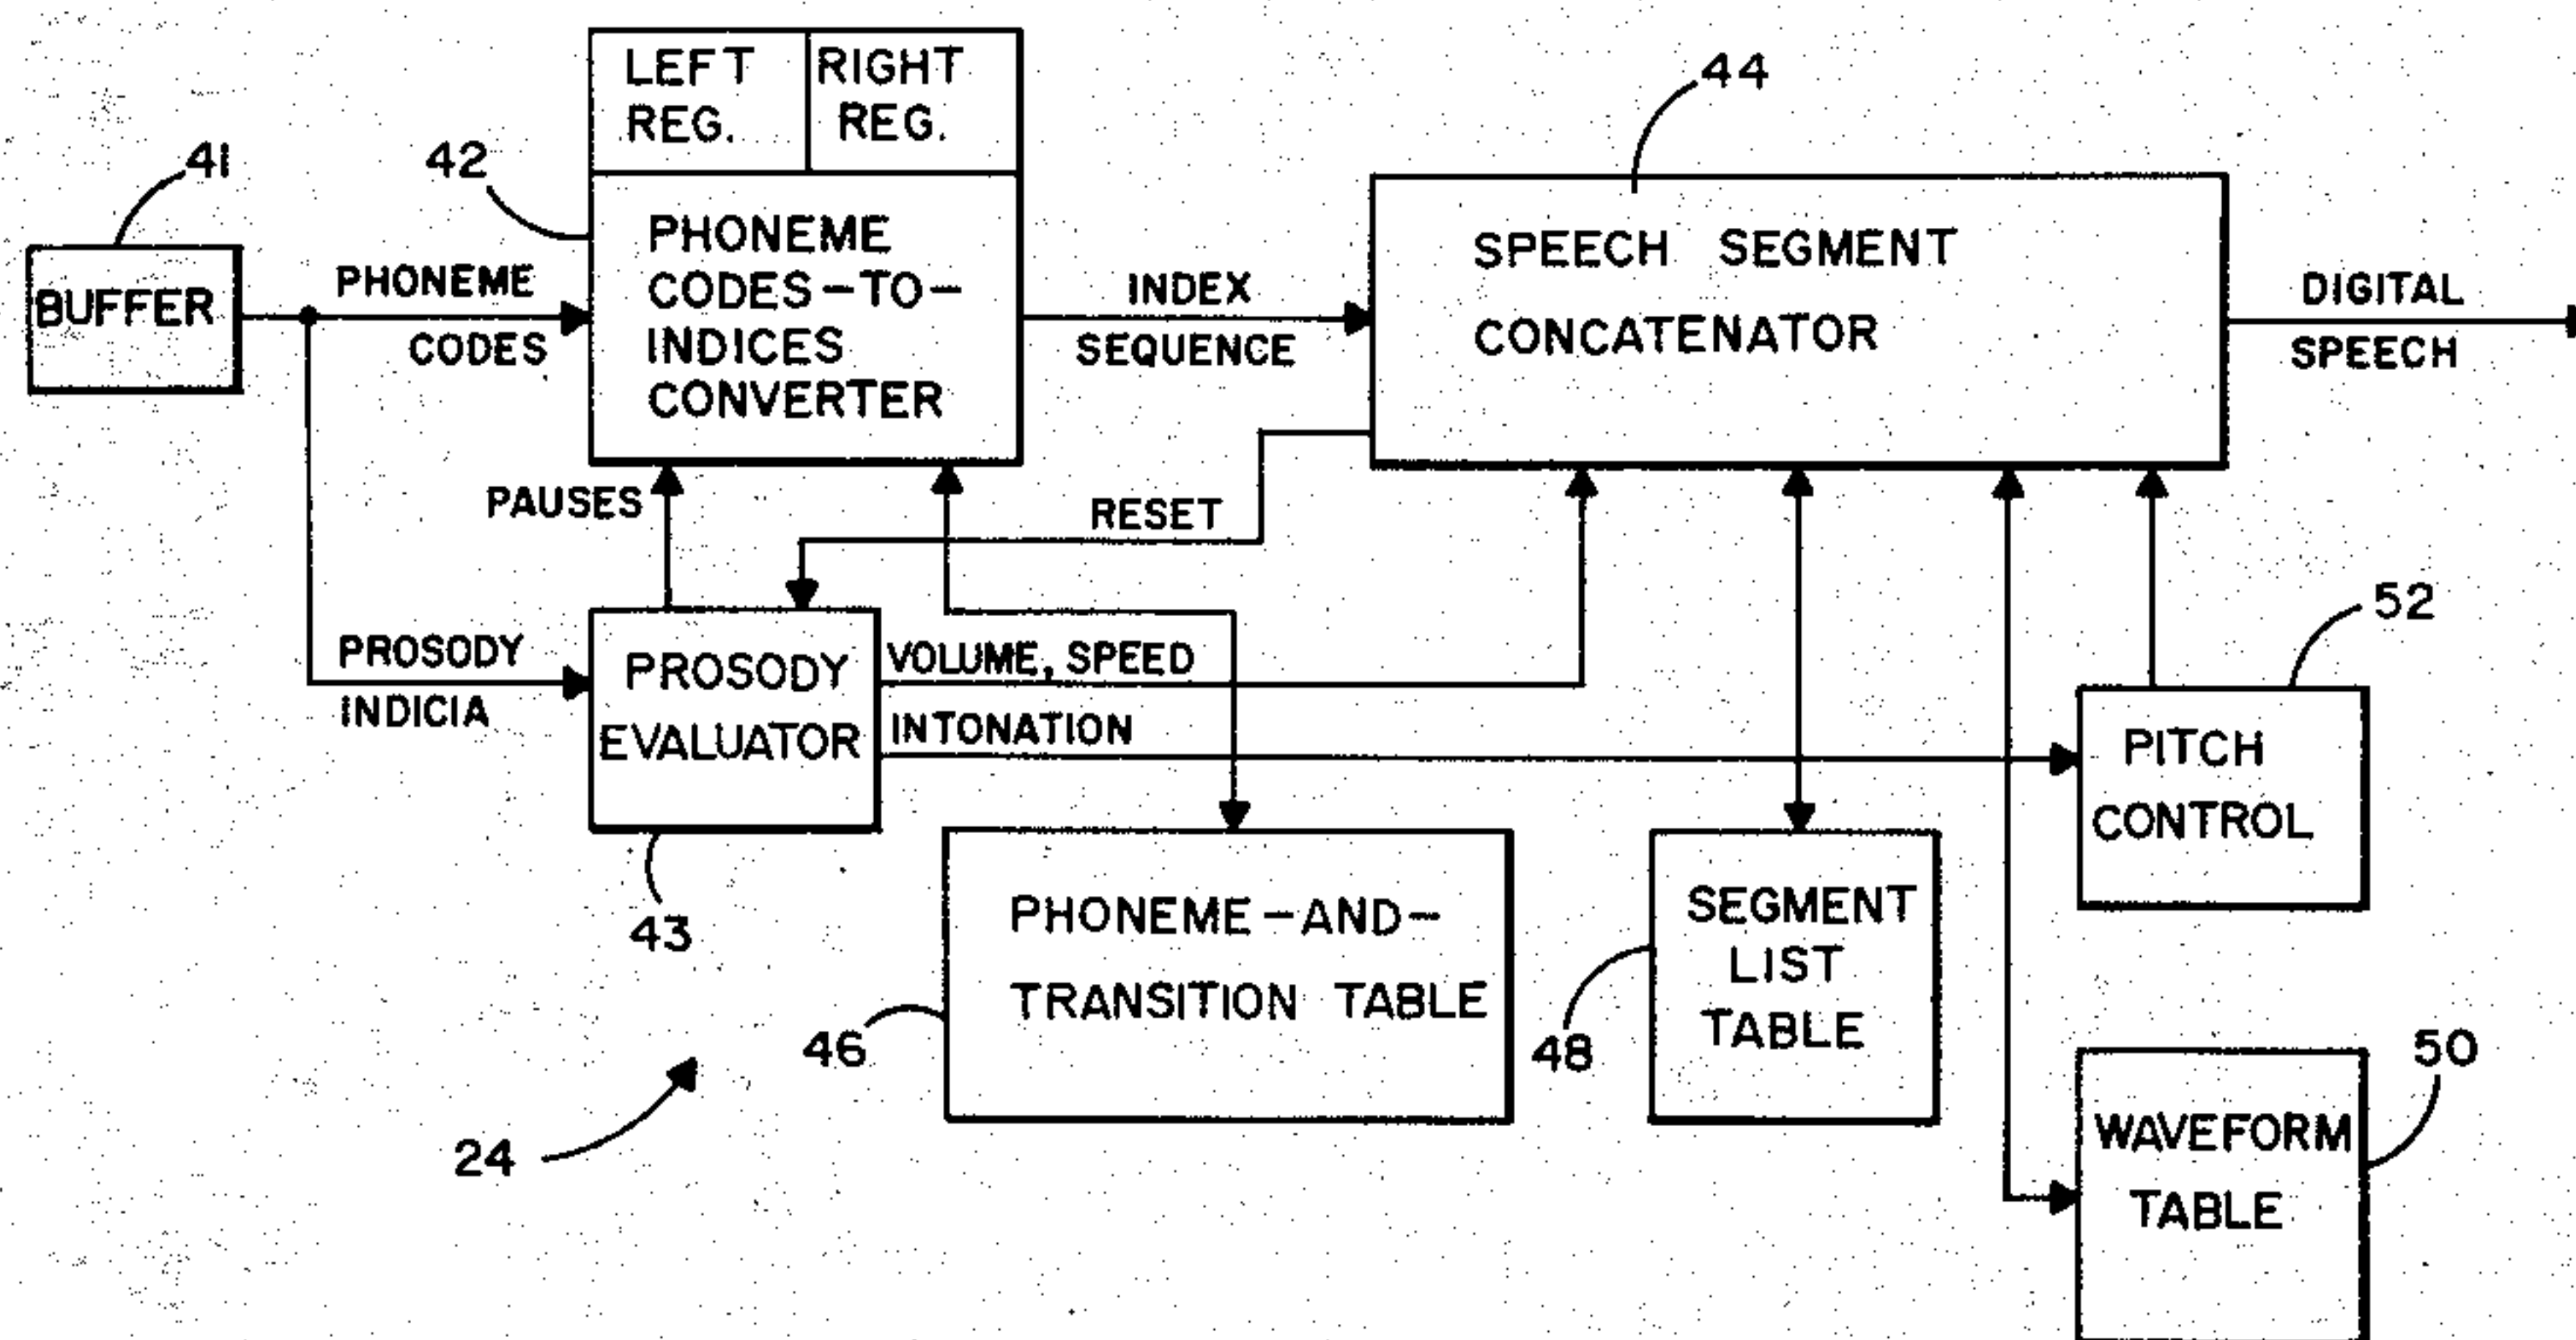 LEFT REG.
RIGHT REG.
44
41
42
PHONEME CODES-TO-INDICES CONVERTER
SPEECH SEGMENT
CONCATENATOR
BUFFER
PHONEME
CODES
INDEX
SEQUENCE
DIGITAL
SPEECH
PAUSES
RESET
52
PROSODY
INDICIA
PROSODY
EVALUATOR
VOLUME, SPEED
INTONATION
PITCH
CONTROL
43
PHONEME-AND-
TRANSITION TABLE
SEGMENT
LIST
TABLE
46
48
50
24
WAVEFORM
TABLE